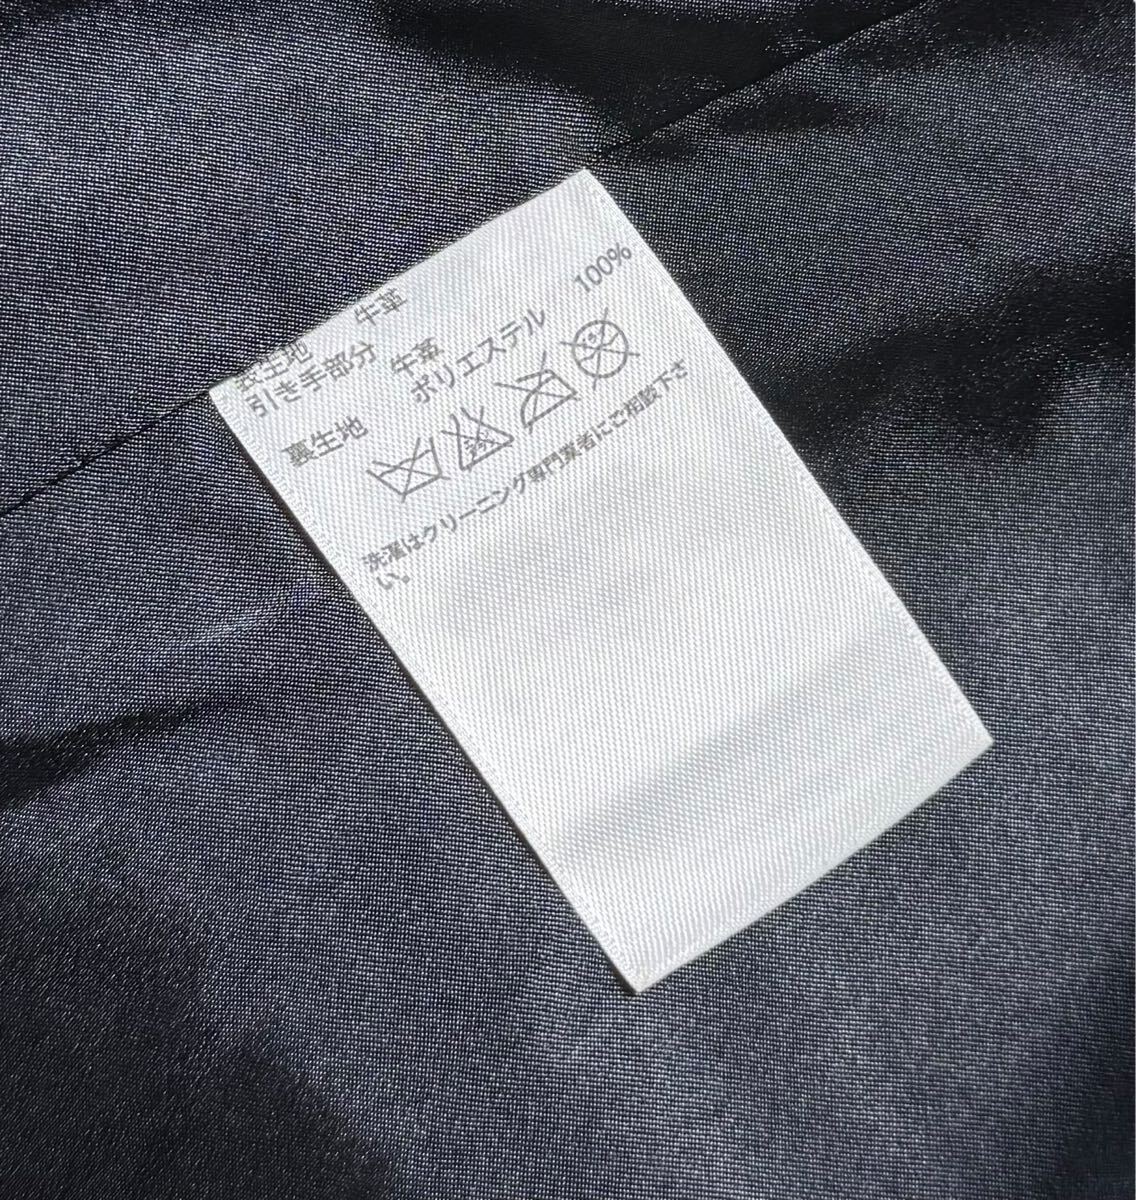 表生地 牛革
引き手部分 牛革
裏生地 ポリエステル 100%
洗濯はクリーニング専門業者にご相談下さ
い。